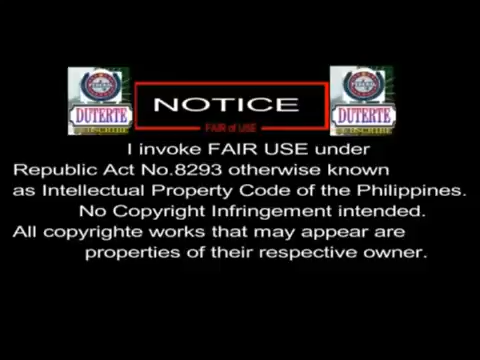 NOTICE
FAIR of USE
DUTERTE
SUBSCRIBE
DUTERTE
SUBSCRIBE
I invoke FAIR USE under
Republic Act No.8293 otherwise known
as Intellectual Property Code of the Philippines.
No Copyright Infringement intended.
All copyrighte works that may appear are
properties of their respective owner.